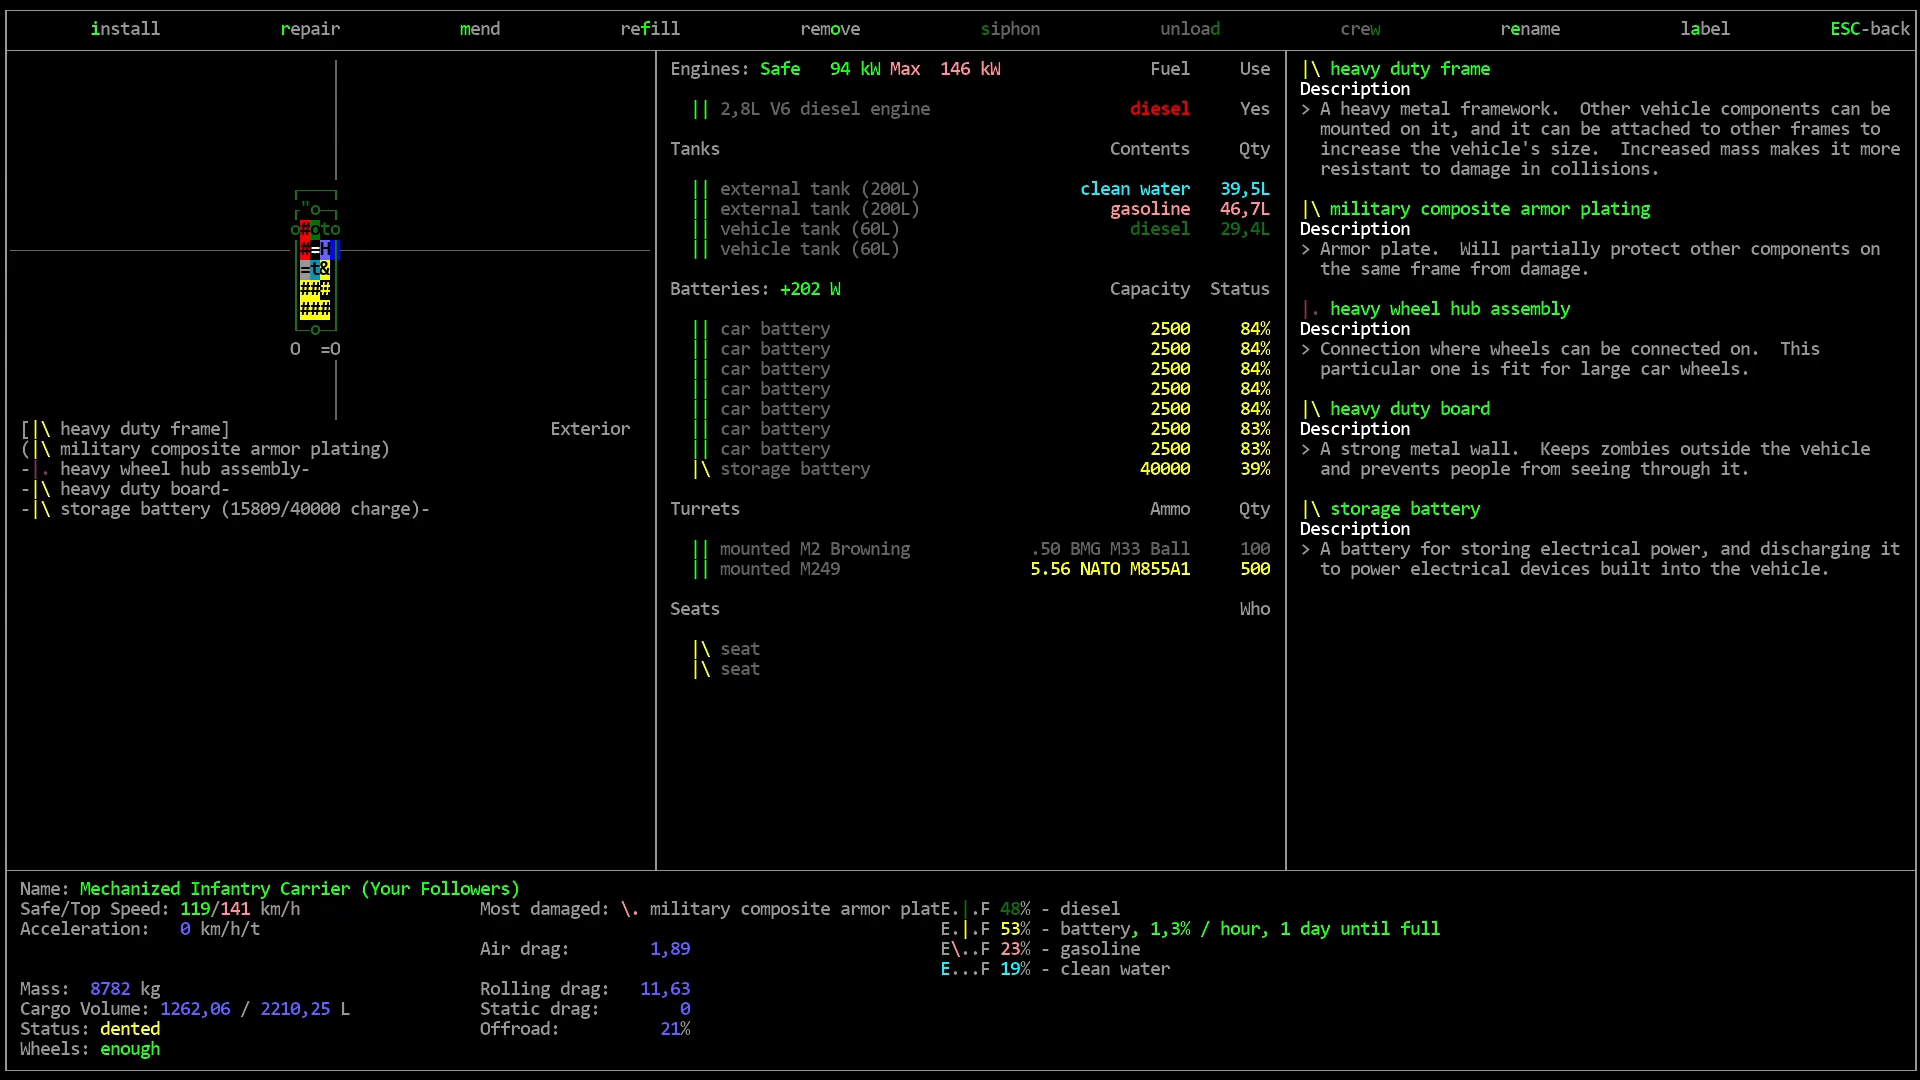 install repair mend refill remove siphon unload crew rename label ESC-back
Engines: Safe 94 kW Max 146 kW Fuel Use
|| 2,8L V6 diesel engine diesel Yes
Tanks Contents Qty
|| external tank (200L) clean water 39,5L
|| external tank (200L) gasoline 46,7L
|| vehicle tank (60L) diesel 29,4L
|| vehicle tank (60L)
Batteries: +202 W Capacity Status
|| car battery 2500 84%
|| car battery 2500 84%
|| car battery 2500 84%
|| car battery 2500 84%
|| car battery 2500 84%
|| car battery 2500 83%
|| car battery 2500 83%
|\ storage battery 40000 39%
Turrets Ammo Qty
|| mounted M2 Browning .50 BMG M33 Ball 100
|| mounted M249 5.56 NATO M855A1 500
Seats Who
|\ seat
|\ seat
"o
o#oto
#=H
=t&
###
###
o
O =O
[|\ heavy duty frame] Exterior
(|\ military composite armor plating)
-|. heavy wheel hub assembly-
-|\ heavy duty board-
-|\ storage battery (15809/40000 charge)-
|\ heavy duty frame
Description
> A heavy metal framework. Other vehicle components can be
mounted on it, and it can be attached to other frames to
increase the vehicle's size. Increased mass makes it more
resistant to damage in collisions.
|\ military composite armor plating
Description
> Armor plate. Will partially protect other components on
the same frame from damage.
|. heavy wheel hub assembly
Description
> Connection where wheels can be connected on. This
particular one is fit for large car wheels.
|\ heavy duty board
Description
> A strong metal wall. Keeps zombies outside the vehicle
and prevents people from seeing through it.
|\ storage battery
Description
> A battery for storing electrical power, and discharging it
to power electrical devices built into the vehicle.
Name: Mechanized Infantry Carrier (Your Followers)
Safe/Top Speed: 119/141 km/h
Acceleration: 0 km/h/t
Mass: 8782 kg
Cargo Volume: 1262,06 / 2210,25 L
Status: dented
Wheels: enough
Most damaged: \. military composite armor plat
Air drag: 1,89
Rolling drag: 11,63
Static drag: 0
Offroad: 21%
E.|.F 48% - diesel
E.|.F 53% - battery, 1,3% / hour, 1 day until full
E\..F 23% - gasoline
E...F 19% - clean water